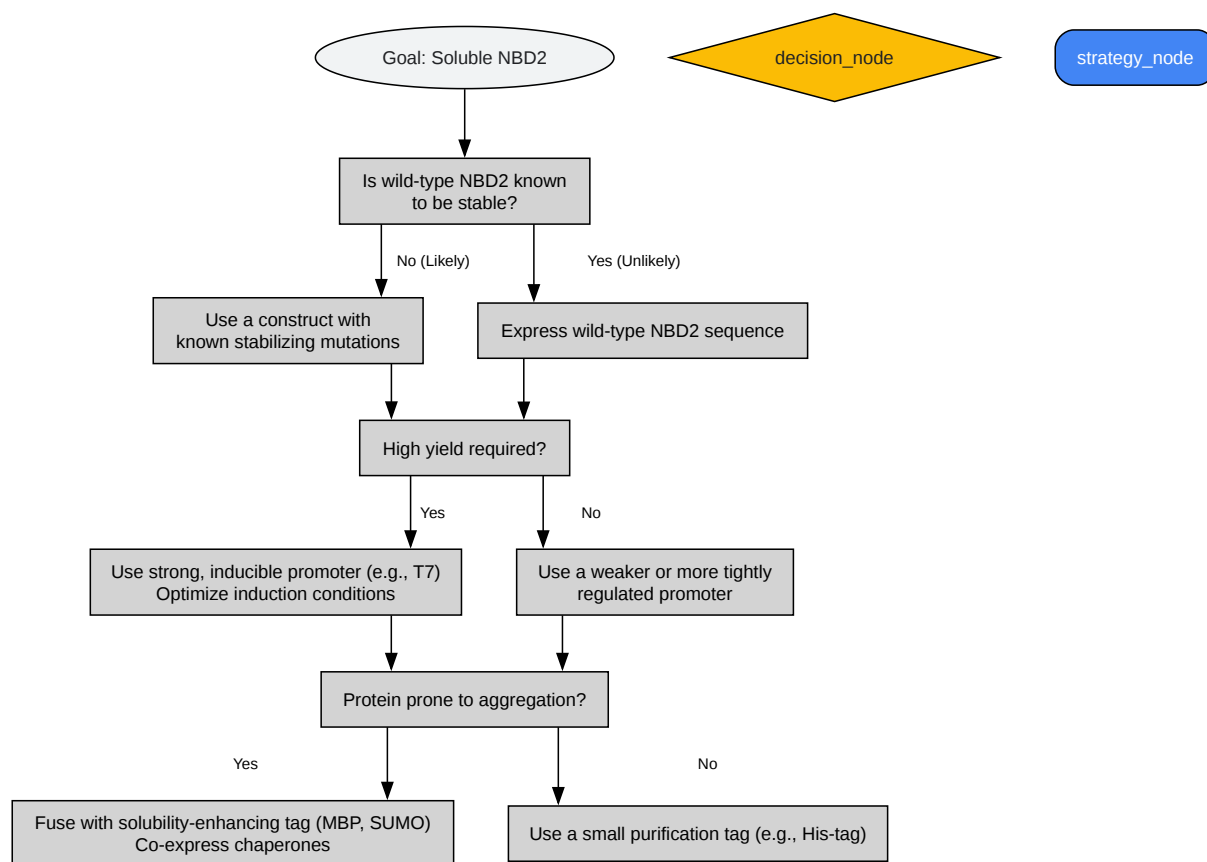 Goal: Soluble NBD2
decision_node
strategy_node
Is wild-type NBD2 known
to be stable?
No (Likely)
Yes (Unlikely)
Use a construct with
known stabilizing mutations
Express wild-type NBD2 sequence
High yield required?
Yes
No
Use strong, inducible promoter (e.g., T7)
Optimize induction conditions
Use a weaker or more tightly
regulated promoter
Protein prone to aggregation?
Yes
No
Fuse with solubility-enhancing tag (MBP, SUMO)
Co-express chaperones
Use a small purification tag (e.g., His-tag)